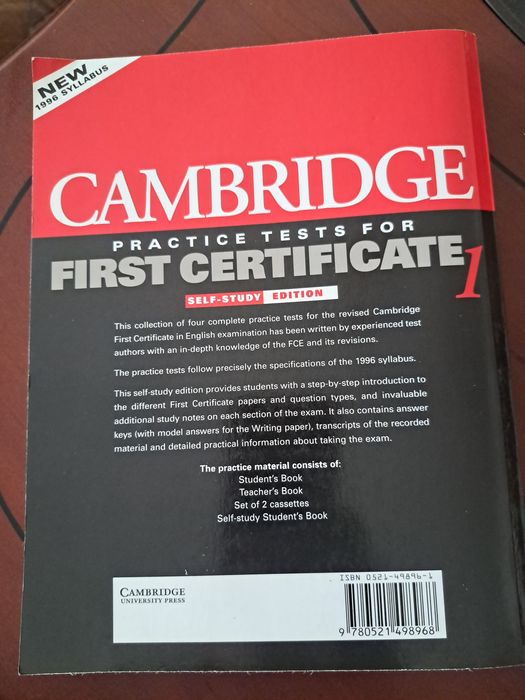 NEW
1996 SYLLABUS
CAMBRIDGE
PRACTICE TESTS FOR
FIRST CERTIFICATE 1
SELF-STUDY EDITION
This collection of four complete practice tests for the revised Cambridge
First Certificate in English examination has been written by experienced test
authors with an in-depth knowledge of the FCE and its revisions.
The practice tests follow precisely the specifications of the 1996 syllabus.
This self-study edition provides students with a step-by-step introduction to
the different First Certificate papers and question types, and invaluable
additional study notes on each section of the exam. It also contains answer
keys (with model answers for the Writing paper), transcripts of the recorded
material and detailed practical information about taking the exam.
The practice material consists of:
Student's Book
Teacher's Book
Set of 2 cassettes
Self-study Student's Book
CAMBRIDGE
UNIVERSITY PRESS
ISBN 0-521-49896-1
9 780521 498968